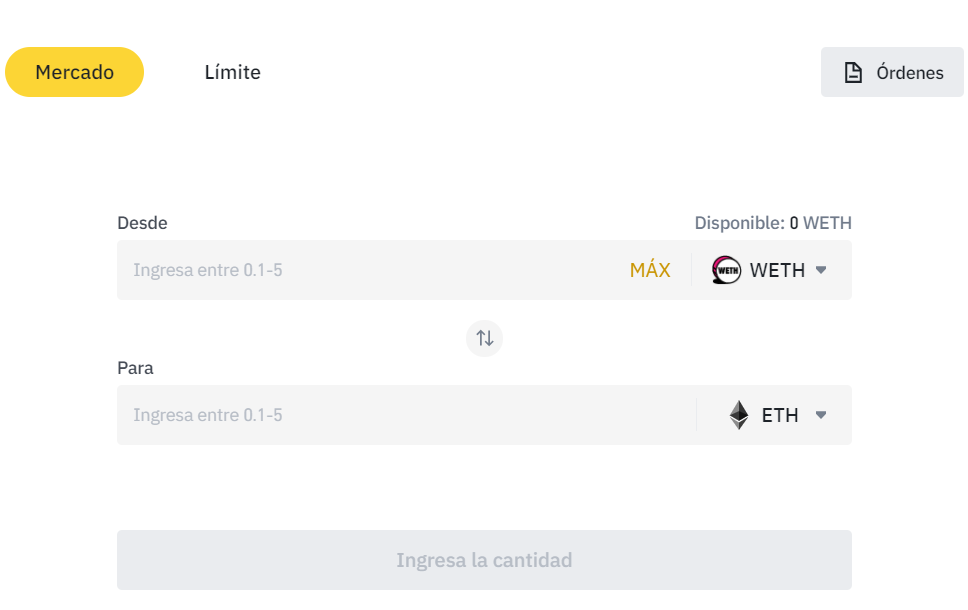 Mercado Límite Órdenes
Desde Disponible: 0 WETH
Ingresa entre 0.1-5 MÁX WETH WETH
Para
Ingresa entre 0.1-5 ETH
Ingresa la cantidad